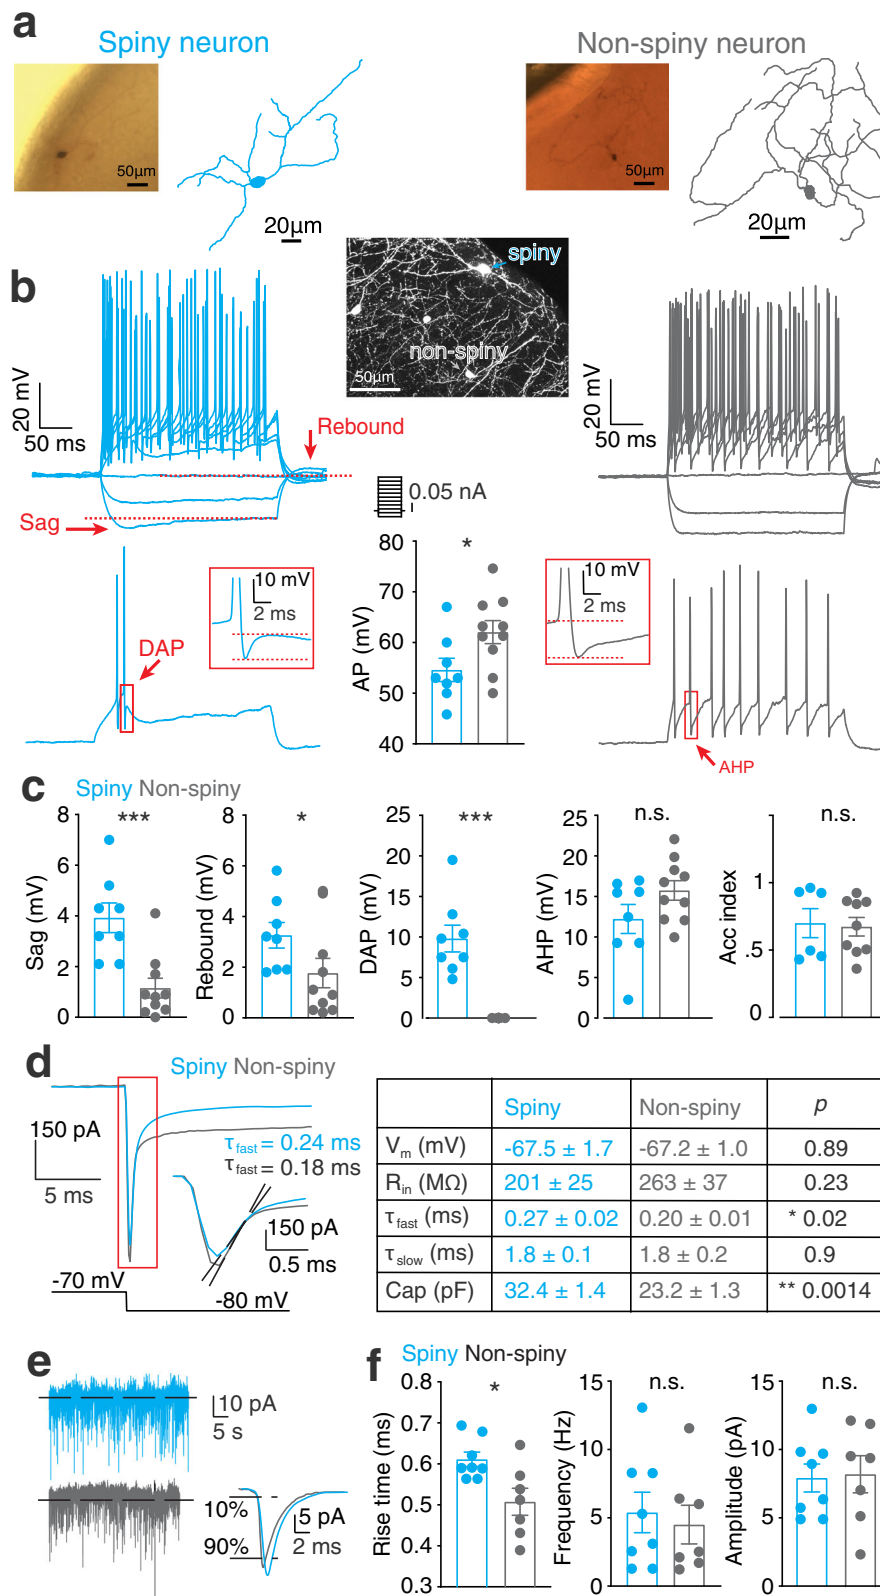 a
Spiny neuron
Non-spiny neuron
50µm
50µm
20µm
20µm
b
spiny
non-spiny
50µm
20 mV
50 ms
Rebound
Sag
0.05 nA
20 mV
50 ms
DAP
10 mV
2 ms
*
80
70
60
50
40
AP (mV)
10 mV
2 ms
AHP
c
Spiny Non-spiny
***
8
6
4
2
0
Sag (mV)
*
8
6
4
2
0
Rebound (mV)
***
25
20
15
10
5
0
DAP (mV)
n.s.
25
20
15
10
5
0
AHP (mV)
n.s.
1
.5
0
Acc index
d
Spiny Non-spiny
150 pA
5 ms
τfast = 0.24 ms
τfast = 0.18 ms
150 pA
0.5 ms
-70 mV
-80 mV
Spiny Non-spiny p
Vm (mV) -67.5 ± 1.7 -67.2 ± 1.0 0.89
Rin (MΩ) 201 ± 25 263 ± 37 0.23
τfast (ms) 0.27 ± 0.02 0.20 ± 0.01 * 0.02
τslow (ms) 1.8 ± 0.1 1.8 ± 0.2 0.9
Cap (pF) 32.4 ± 1.4 23.2 ± 1.3 ** 0.0014
e
10 pA
5 s
10%
90%
5 pA
2 ms
f
Spiny Non-spiny
*
0.8
0.7
0.6
0.5
0.4
0.3
Rise time (ms)
n.s.
15
10
5
0
Frequency (Hz)
n.s.
15
10
5
0
Amplitude (pA)